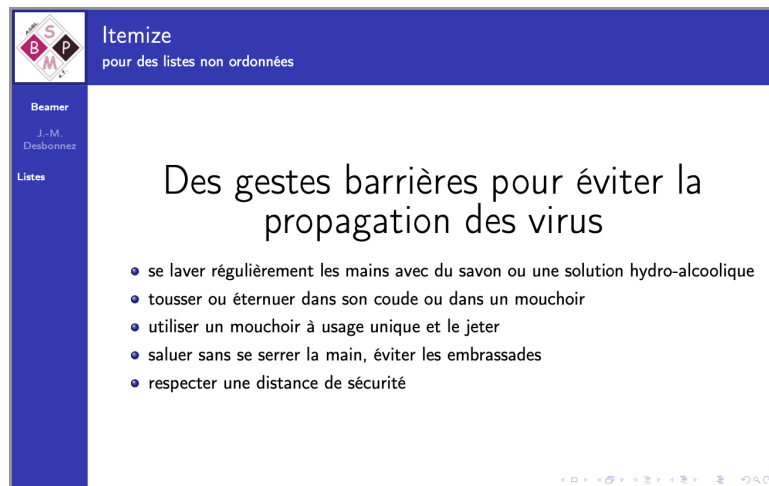 ASBL
S
B P
M
e.f.
Itemize
pour des listes non ordonnées
Beamer
J.-M.
Desbonnez
Listes
Des gestes barrières pour éviter la
propagation des virus
se laver régulièrement les mains avec du savon ou une solution hydro-alcoolique
tousser ou éternuer dans son coude ou dans un mouchoir
utiliser un mouchoir à usage unique et le jeter
saluer sans se serrer la main, éviter les embrassades
respecter une distance de sécurité